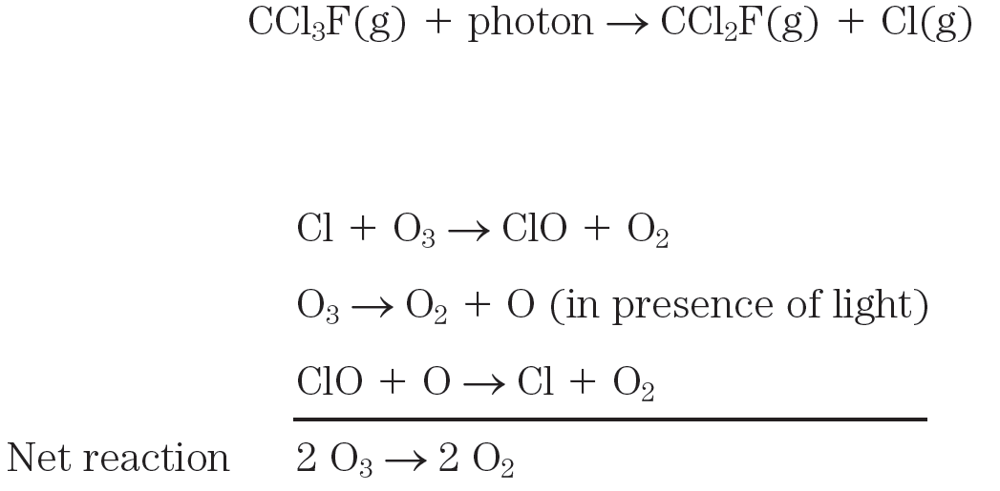 CCl₃F(g) + photon → CCl₂F(g) + Cl(g)
Cl + O₃ → ClO + O₂
O₃ → O₂ + O (in presence of light)
ClO + O → Cl + O₂
Net reaction 2 O₃ → 2 O₂